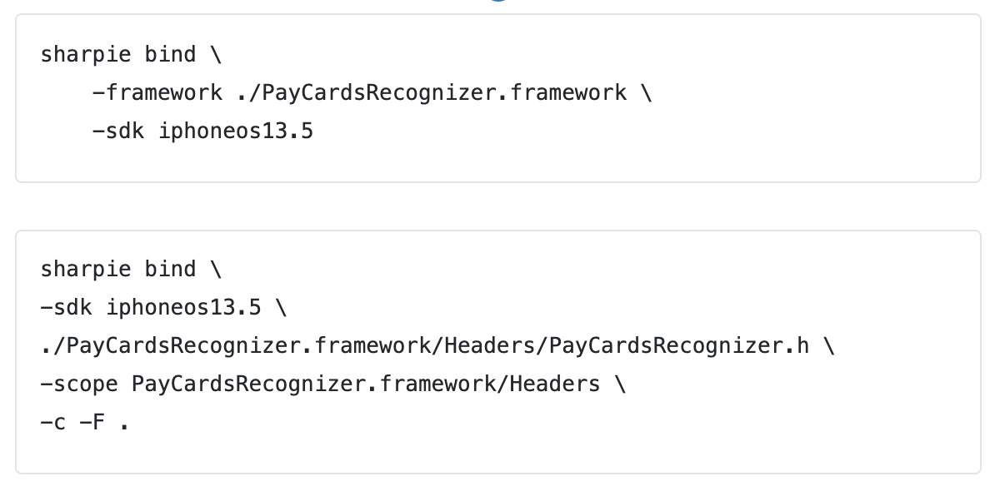 sharpie bind \
-framework ./PayCardsRecognizer.framework \
-sdk iphoneos13.5
sharpie bind \
-sdk iphoneos13.5 \
./PayCardsRecognizer.framework/Headers/PayCardsRecognizer.h \
-scope PayCardsRecognizer.framework/Headers \
-c -F .